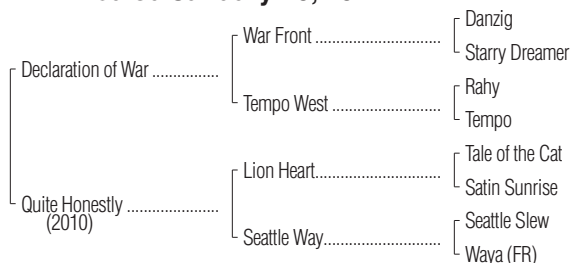 Danzig
War Front
Starry Dreamer
Declaration of War
Rahy
Tempo West
Tempo
Tale of the Cat
Lion Heart
Satin Sunrise
Quite Honestly
(2010)
Seattle Slew
Seattle Way
Waya (FR)